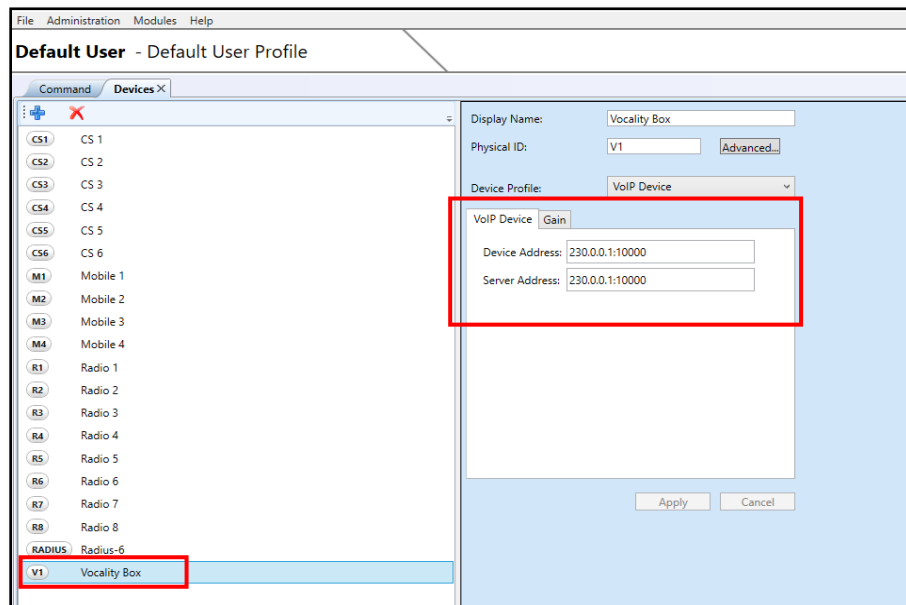 File Administration Modules Help
Default User - Default User Profile
Command Devices
CS1 CS 1
CS2 CS 2
CS3 CS 3
CS4 CS 4
CS5 CS 5
CS6 CS 6
M1 Mobile 1
M2 Mobile 2
M3 Mobile 3
M4 Mobile 4
R1 Radio 1
R2 Radio 2
R3 Radio 3
R4 Radio 4
R5 Radio 5
R6 Radio 6
R7 Radio 7
R8 Radio 8
RADIUS Radius-6
V1 Vocality Box
Display Name: Vocality Box
Physical ID: V1 Advanced...
Device Profile: VoIP Device
VoIP Device Gain
Device Address: 230.0.0.1:10000
Server Address: 230.0.0.1:10000
Apply Cancel